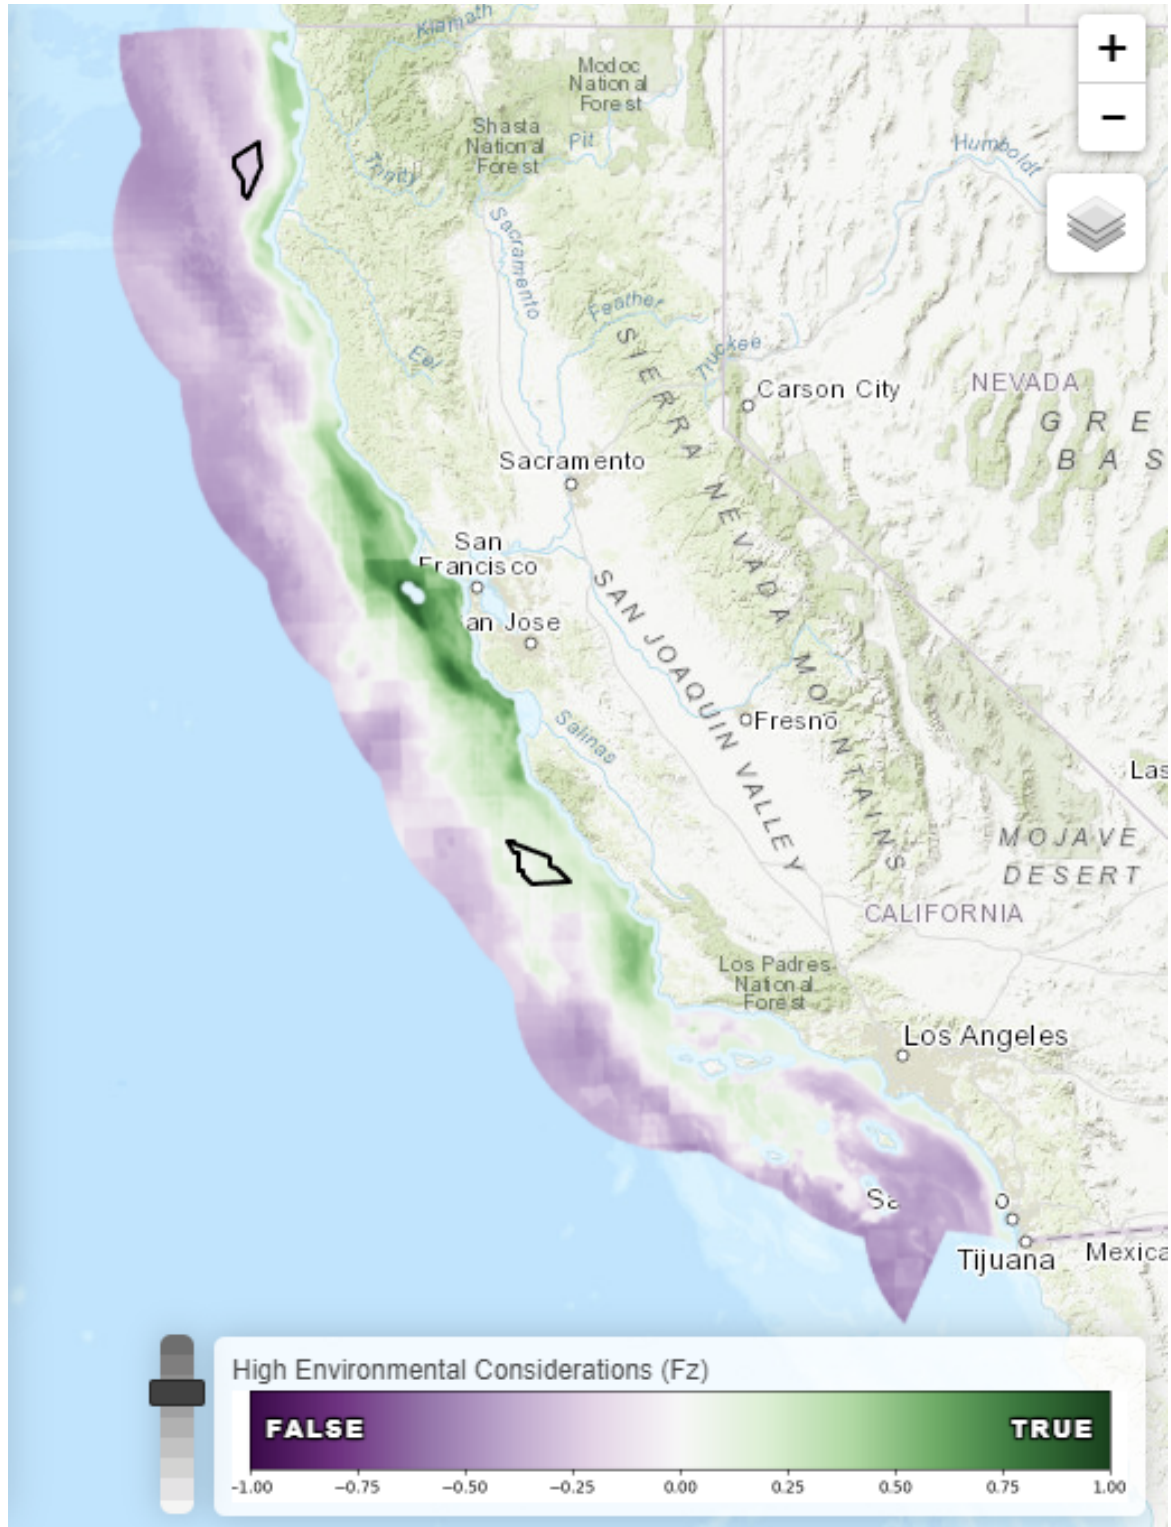 Klamath
+
Modoc
National
Forest
−
Shasta
National
Forest
Pit
Humboldt
Trinity
Sacramento
Feather
Truckee
Eel
SIERRA NEVADA MOUNTAINS
Carson City
NEVADA
GRE
BAS
Sacramento
San
Francisco
an Jose
SAN JOAQUIN VALLEY
Salinas
Fresno
Las
MOJAVE
DESERT
CALIFORNIA
Los Padres
National
Forest
Los Angeles
Sa
o
Tijuana
Mexica
High Environmental Considerations (Fz)
FALSE
TRUE
-1.00 -0.75 -0.50 -0.25 0.00 0.25 0.50 0.75 1.00